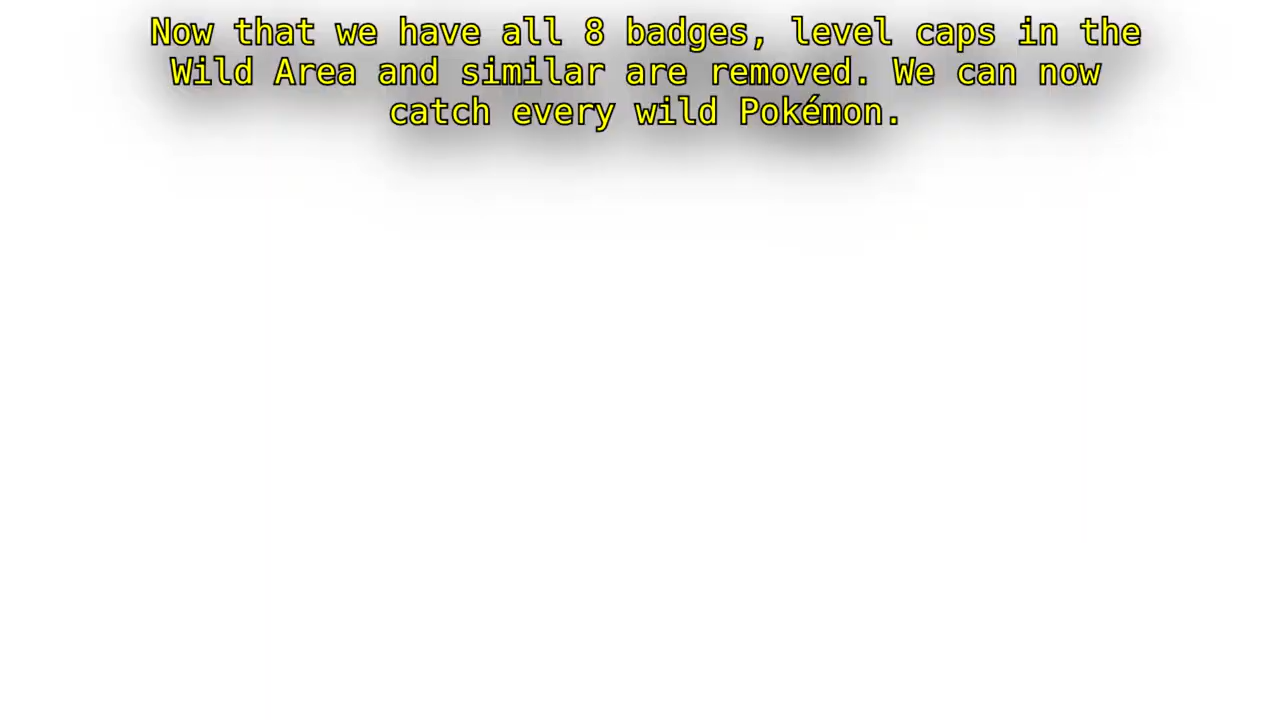 Now that we have all 8 badges, level caps in the
Wild Area and similar are removed. We can now
catch every wild Pokémon.